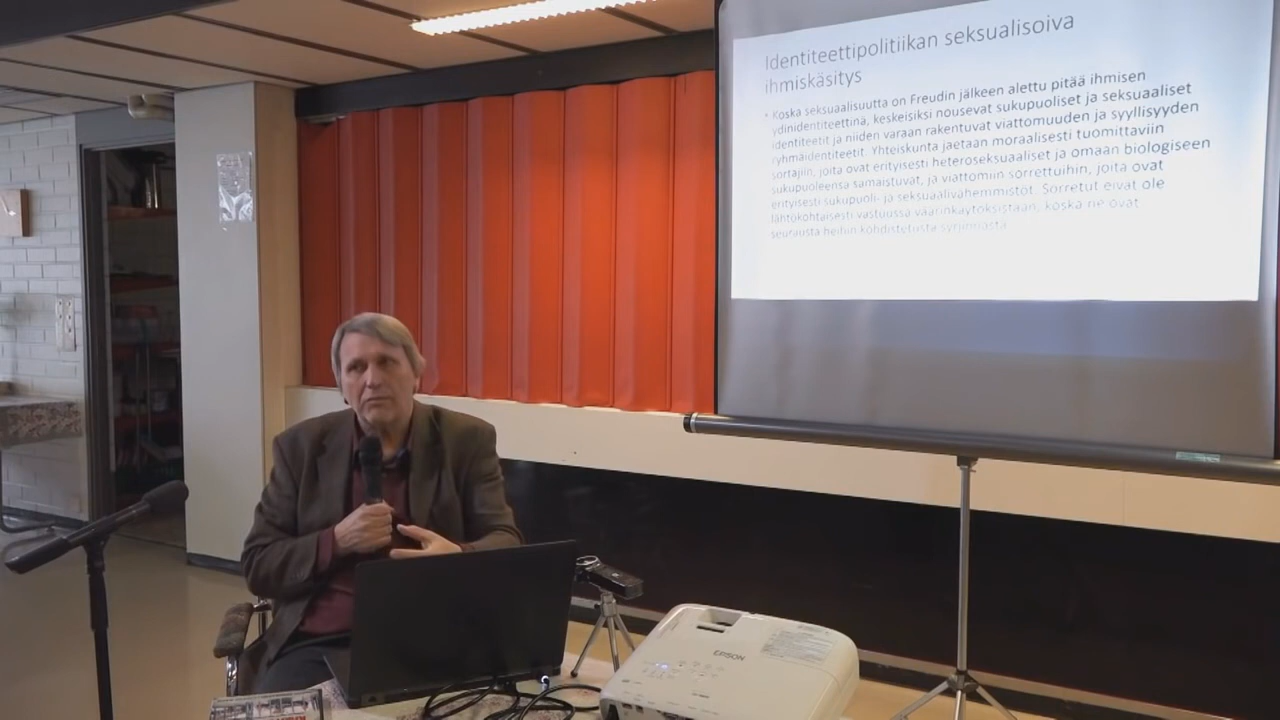 Identiteettipolitiikan seksualisoiva
ihmiskäsitys
• Koska seksuaalisuutta on Freudin jälkeen alettu pitää ihmisen
ydinidentiteettinä, keskeisiksi nousevat sukupuoliset ja seksuaaliset
identiteetit ja niiden varaan rakentuvat viattomuuden ja syyllisyyden
ryhmäidentiteetit. Yhteiskunta jaetaan moraalisesti tuomittaviin
sortajiin, joita ovat erityisesti heteroseksuaaliset ja omaan biologiseen
sukupuoleensa samaistuvat, ja viattomiin sorrettuihin, joita ovat
erityisesti sukupuoli- ja seksuaalivähemmistöt. Sorretut eivät ole
lähtökohtaisesti vastuussa väärinkäytöksistään, koska ne ovat
seurausta heihin kohdistetusta syrjinnästä
EPSON